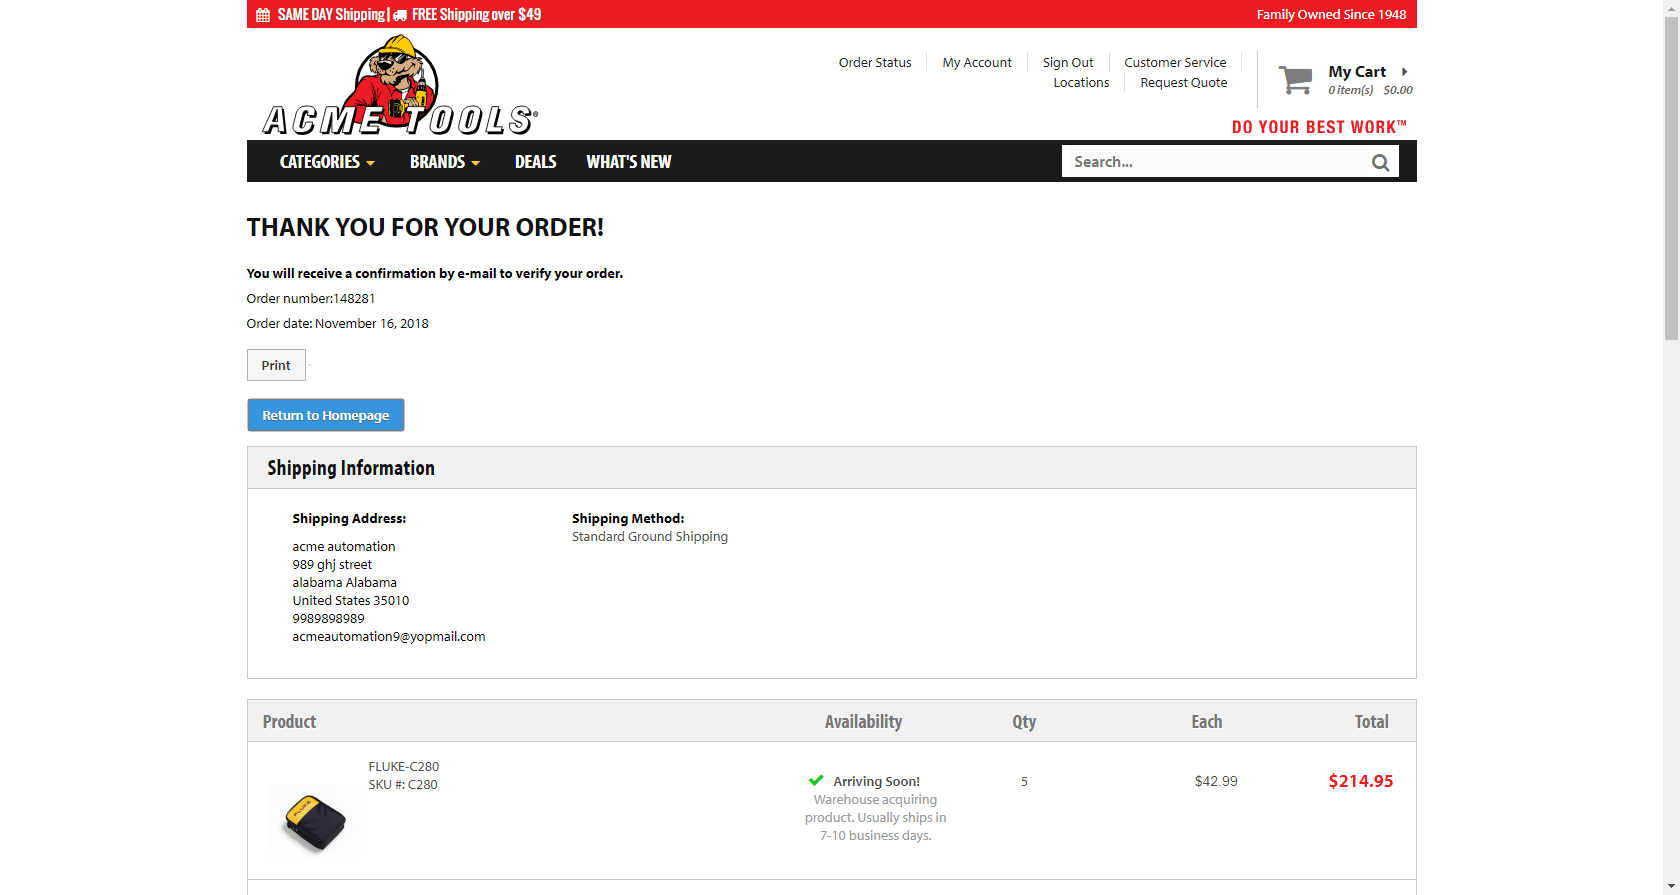 SAME DAY Shipping | FREE Shipping over $49
Family Owned Since 1948
ACME TOOLS®
Order Status
My Account
Sign Out
Customer Service
Locations
Request Quote
My Cart
0 item(s) $0.00
DO YOUR BEST WORK™
CATEGORIES
BRANDS
DEALS
WHAT'S NEW
Search...
THANK YOU FOR YOUR ORDER!
You will receive a confirmation by e-mail to verify your order.
Order number:148281
Order date: November 16, 2018
Print
Return to Homepage
Shipping Information
Shipping Address:
acme automation
989 ghj street
alabama Alabama
United States 35010
9989898989
acmeautomation9@yopmail.com
Shipping Method:
Standard Ground Shipping
Product
Availability
Qty
Each
Total
FLUKE-C280
SKU #: C280
FLUKE
Arriving Soon!
Warehouse acquiring
product. Usually ships in
7-10 business days.
5
$42.99
$214.95